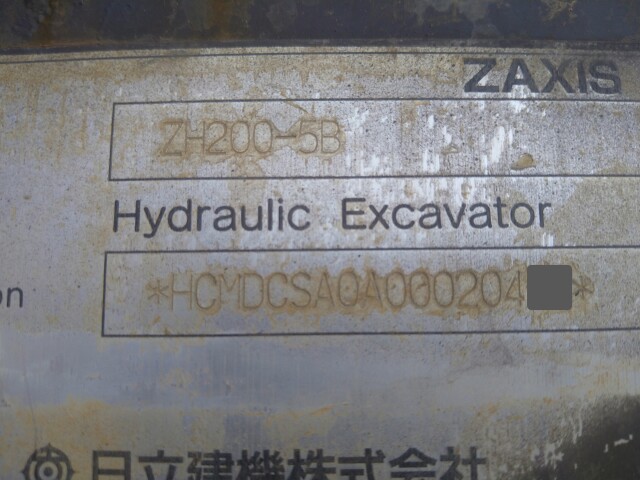 ZAXIS
ZH200-5B
Hydraulic Excavator
on
*HCMDCSA0A000204 *
日立建機株式会社